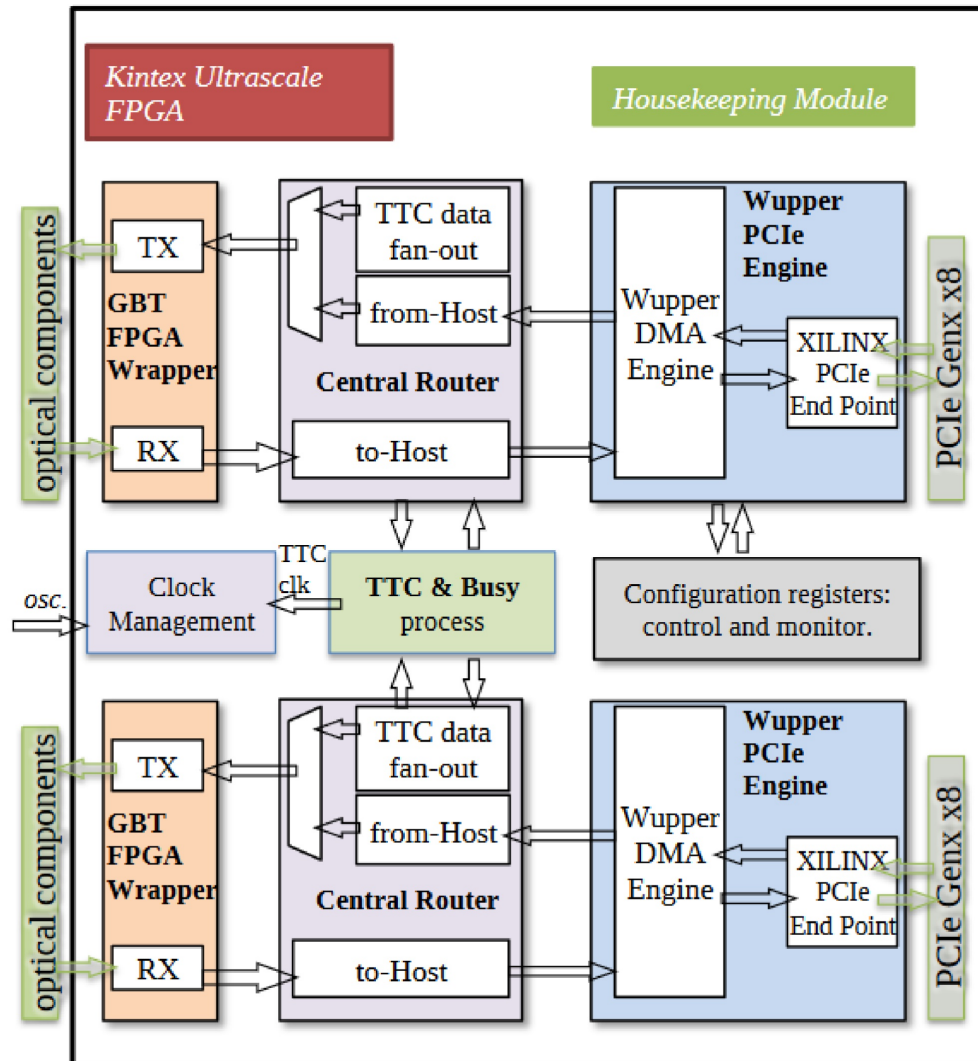 Kintex Ultrascale
FPGA
Housekeeping Module
optical components
TX
GBT
FPGA
Wrapper
RX
TTC data
fan-out
from-Host
Central Router
to-Host
Wupper
DMA
Engine
Wupper
PCIe
Engine
XILINX
PCIe
End Point
PCIe Genx x8
osc.
Clock
Management
TTC
clk
TTC & Busy
process
Configuration registers:
control and monitor.
optical components
TX
GBT
FPGA
Wrapper
RX
TTC data
fan-out
from-Host
Central Router
to-Host
Wupper
DMA
Engine
Wupper
PCIe
Engine
XILINX
PCIe
End Point
PCIe Genx x8